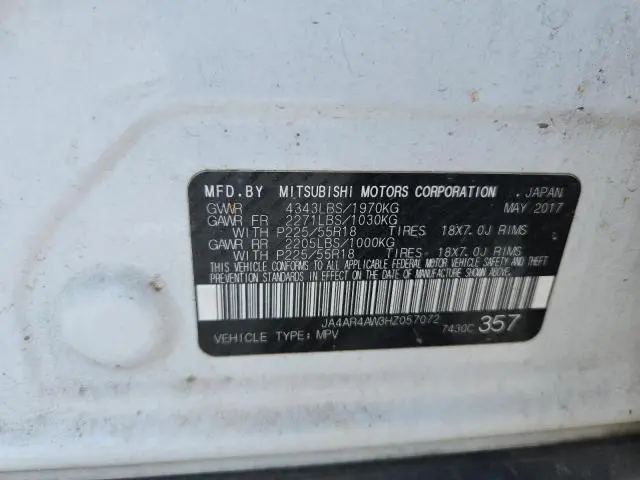 MFD.BY MITSUBISHI MOTORS CORPORATION JAPAN
GVWR 4343LBS/1970KG MAY 2017
GAWR FR 2271LBS/1030KG
WITH P225/55R18 TIRES 18X7.0J RIMS
GAWR RR 2205LBS/1000KG
WITH P225/55R18 TIRES 18X7.0J RIMS
THIS VEHICLE CONFORMS TO ALL APPLICABLE FEDERAL MOTOR VEHICLE SAFETY AND THEFT
PREVENTION STANDARDS IN EFFECT ON THE DATE OF MANUFACTURE SHOWN ABOVE.
JA4AR4AW3HZ057072
VEHICLE TYPE: MPV 7430C 357